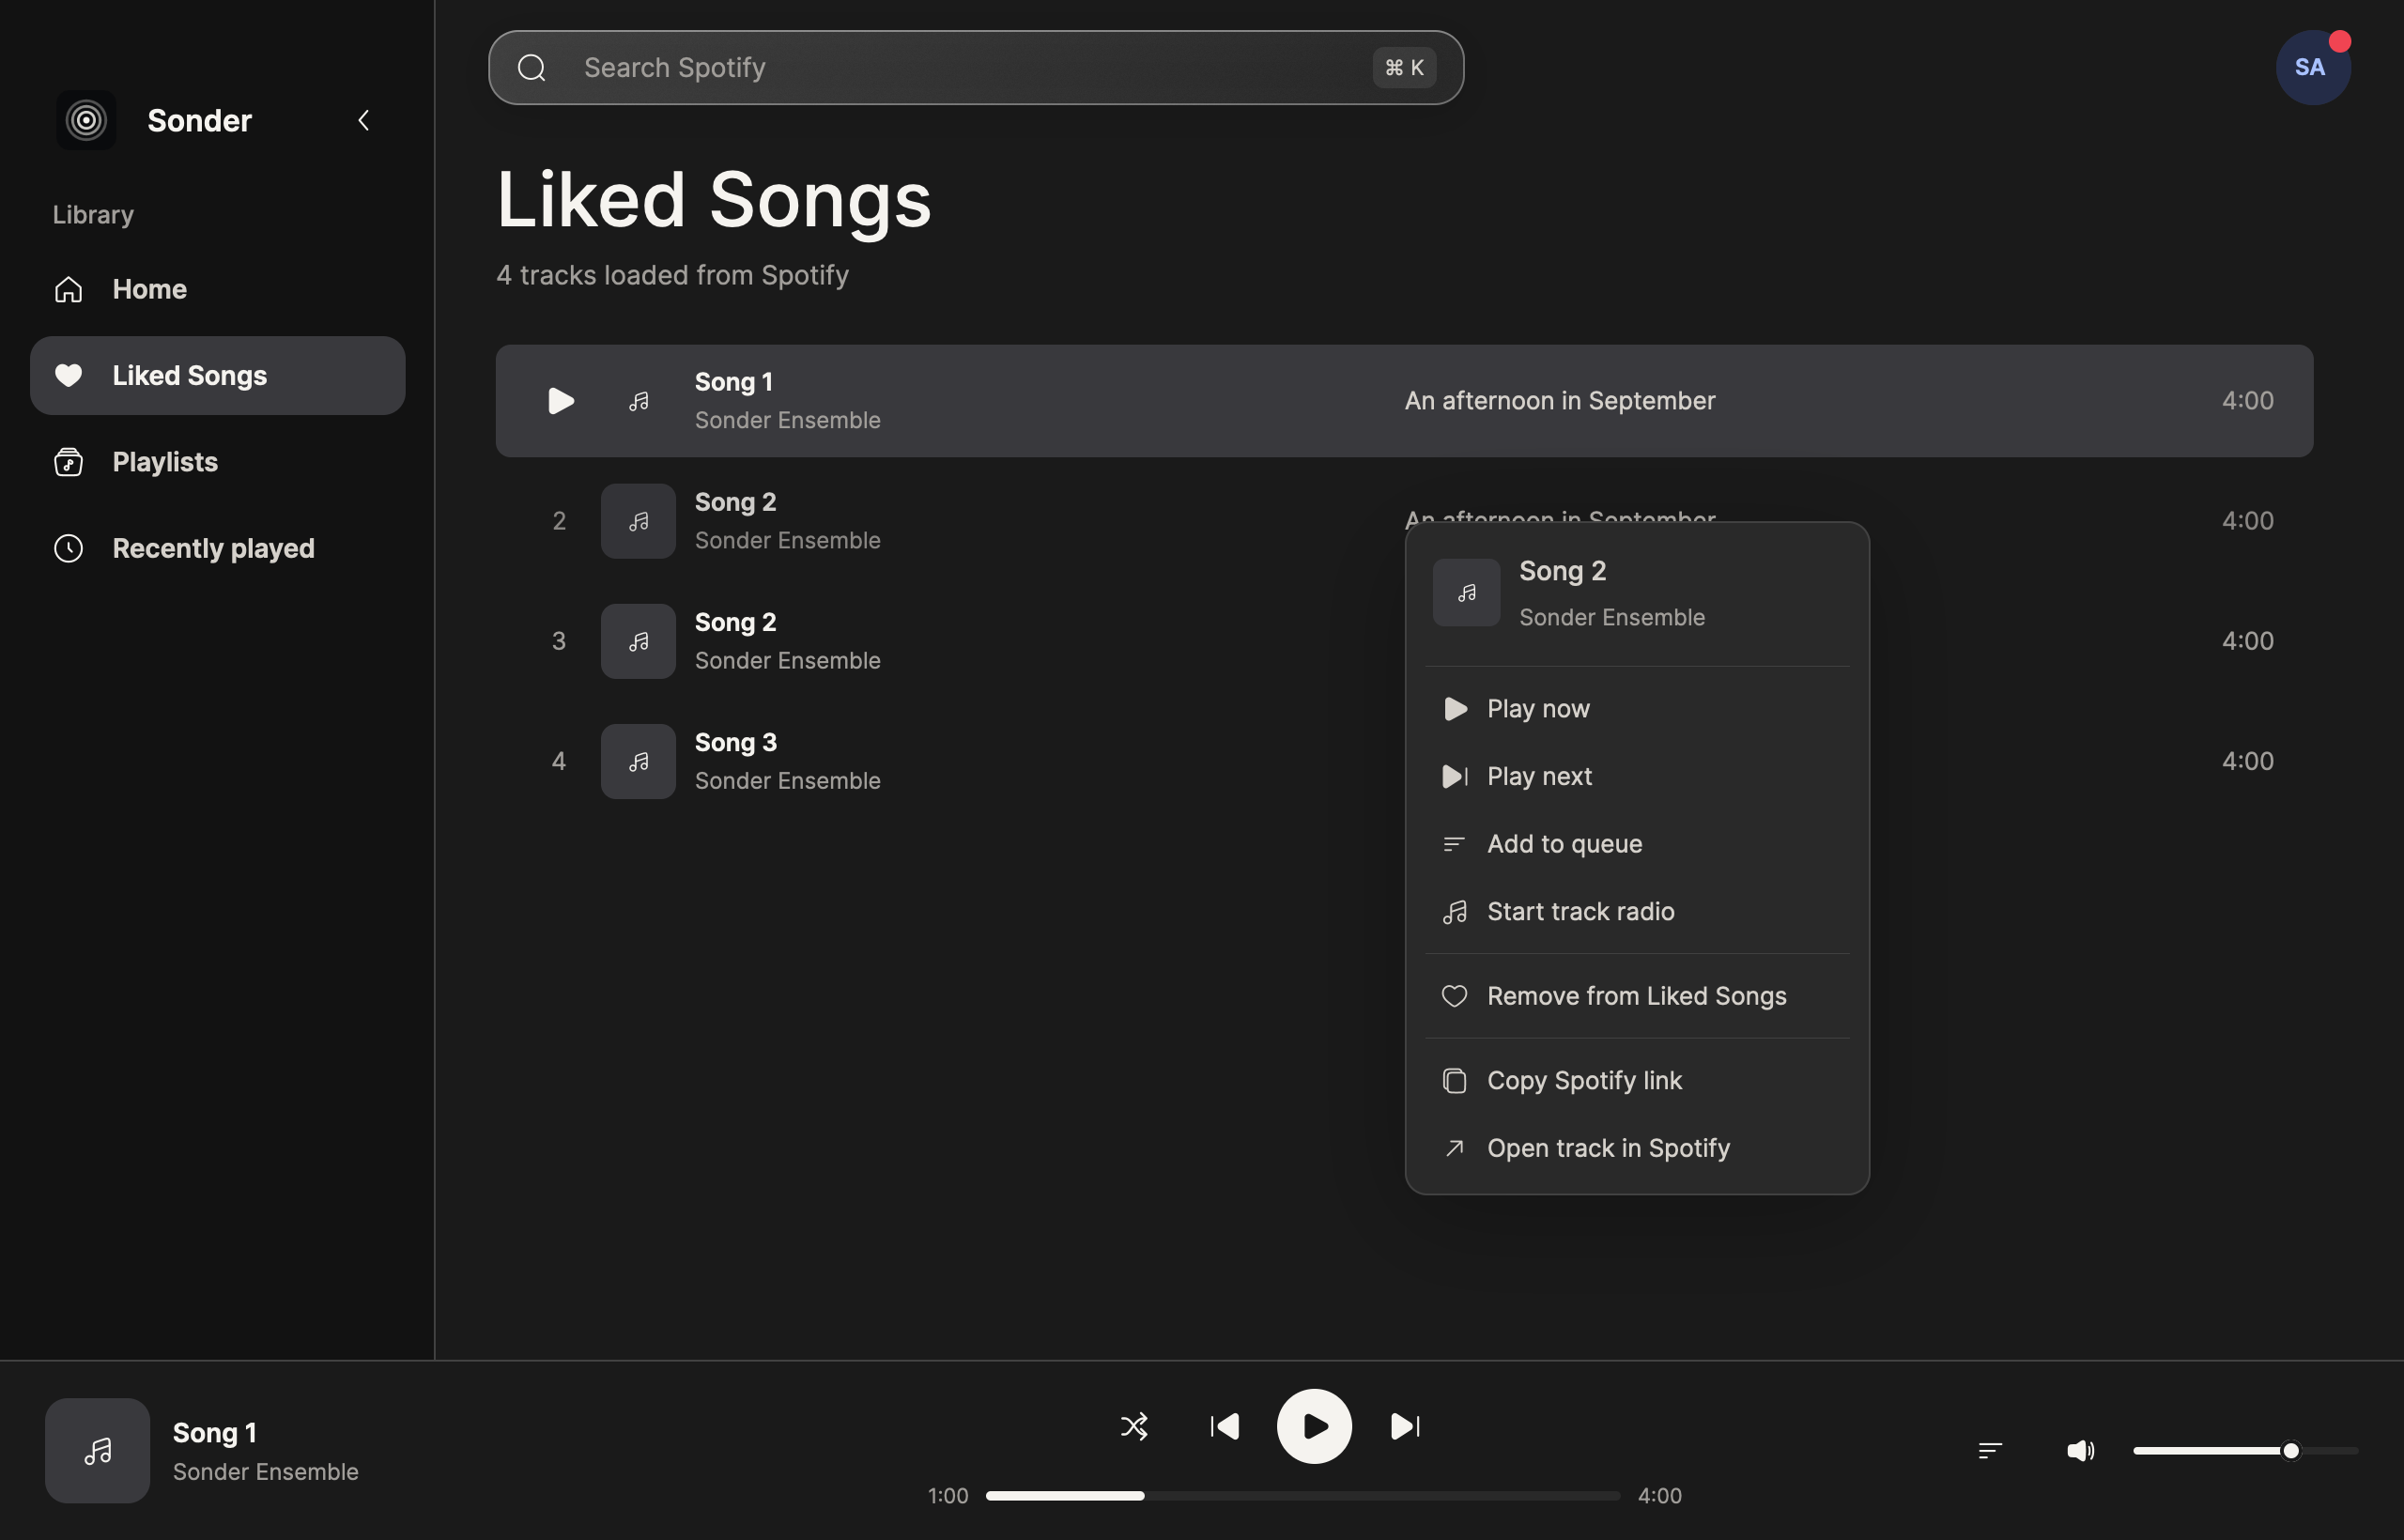 Search Spotify
⌘ K
SA
Sonder
Library
Home
Liked Songs
Playlists
Recently played
Liked Songs
4 tracks loaded from Spotify
Song 1
Sonder Ensemble
An afternoon in September
4:00
2
Song 2
Sonder Ensemble
An afternoon in September
4:00
3
Song 2
Sonder Ensemble
4:00
4
Song 3
Sonder Ensemble
4:00
Song 2
Sonder Ensemble
Play now
Play next
Add to queue
Start track radio
Remove from Liked Songs
Copy Spotify link
Open track in Spotify
Song 1
Sonder Ensemble
1:00
4:00